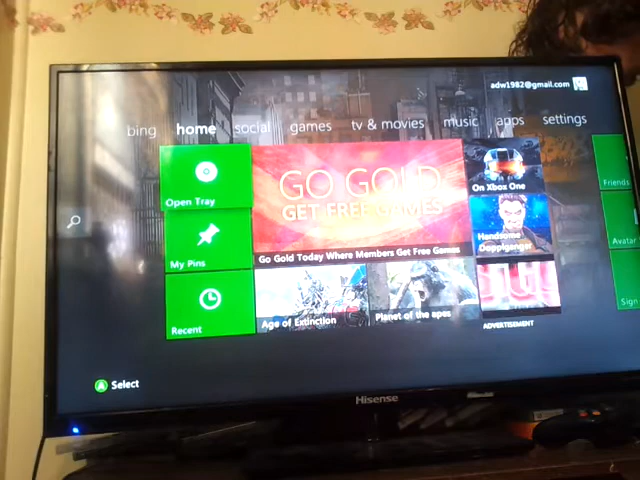 adw1982@gmail.com
bing home social games tv & movies music apps settings
Open Tray
GO GOLD
GET FREE GAMES
Go Gold Today Where Members Get Free Games
On Xbox One
Friends
My Pins
Handsome
Doppelganger
Avatar
Recent
Age of Extinction
Planet of the apes
Sign
ADVERTISEMENT
A Select
Hisense